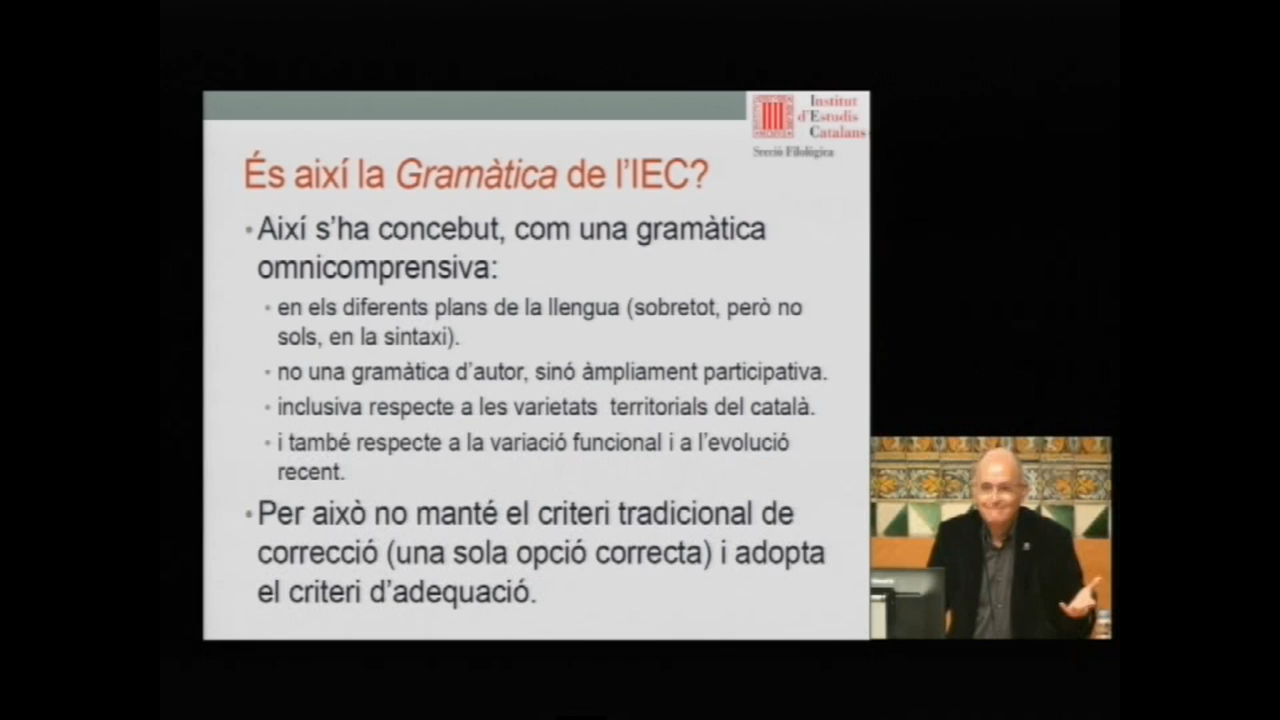 Institut
d'Estudis
Catalans
Secció Filològica
És així la Gramàtica de l'IEC?
• Així s'ha concebut, com una gramàtica
omnicomprensiva:
• en els diferents plans de la llengua (sobretot, però no
sols, en la sintaxi).
• no una gramàtica d'autor, sinó àmpliament participativa.
• inclusiva respecte a les varietats territorials del català.
• i també respecte a la variació funcional i a l'evolució
recent.
• Per això no manté el criteri tradicional de
correcció (una sola opció correcta) i adopta
el criteri d'adequació.